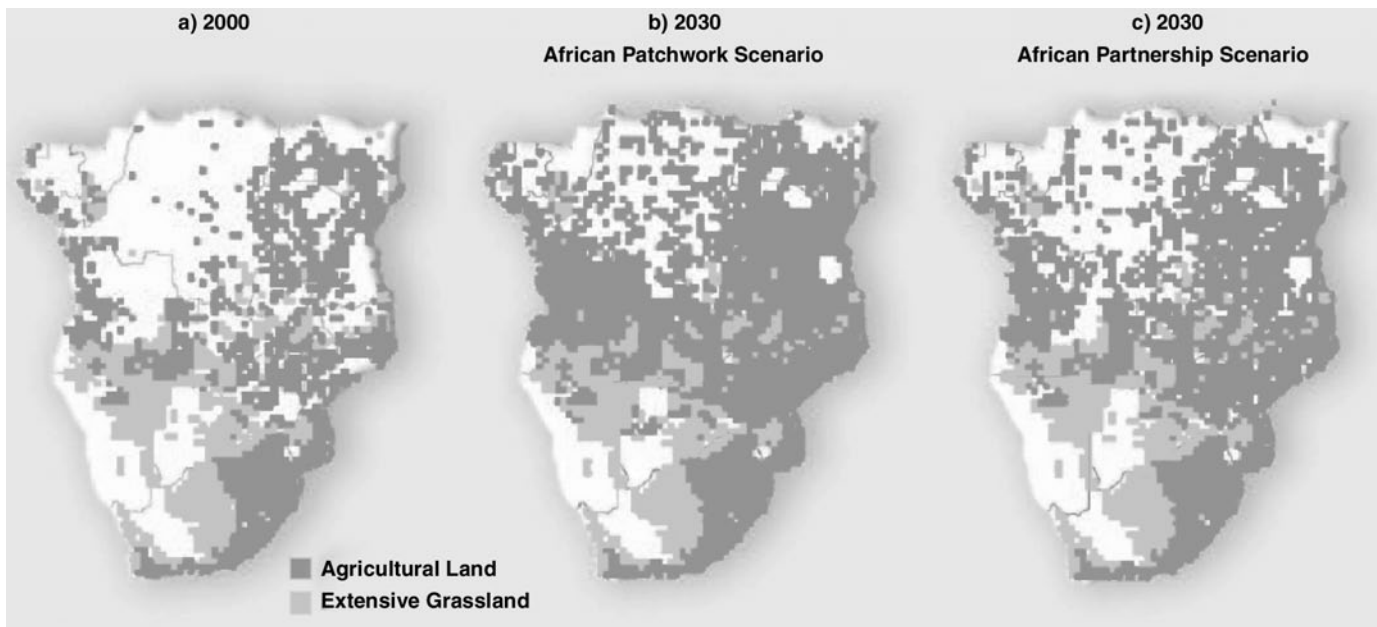 a) 2000
b) 2030
African Patchwork Scenario
c) 2030
African Partnership Scenario
Agricultural Land
Extensive Grassland